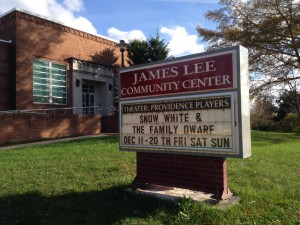 JAMES LEE
COMMUNITY CENTER
THEATER: PROVIDENCE PLAYERS
SNOW WHITE &
THE FAMILY DWARF
DEC 11-20 TH FRI SAT SUN